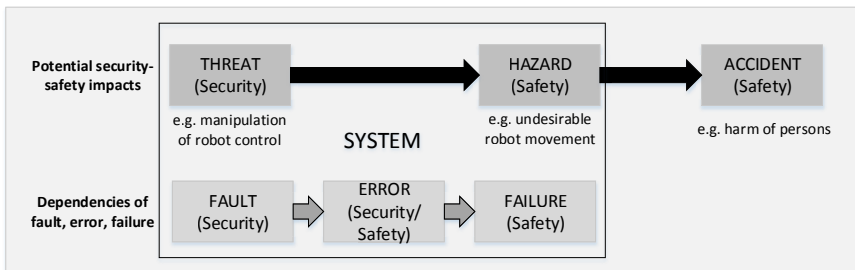 Potential security-
safety impacts
THREAT
(Security)
HAZARD
(Safety)
ACCIDENT
(Safety)
e.g. manipulation
of robot control
SYSTEM
e.g. undesirable
robot movement
e.g. harm of persons
Dependencies of
fault, error, failure
FAULT
(Security)
ERROR
(Security/
Safety)
FAILURE
(Safety)